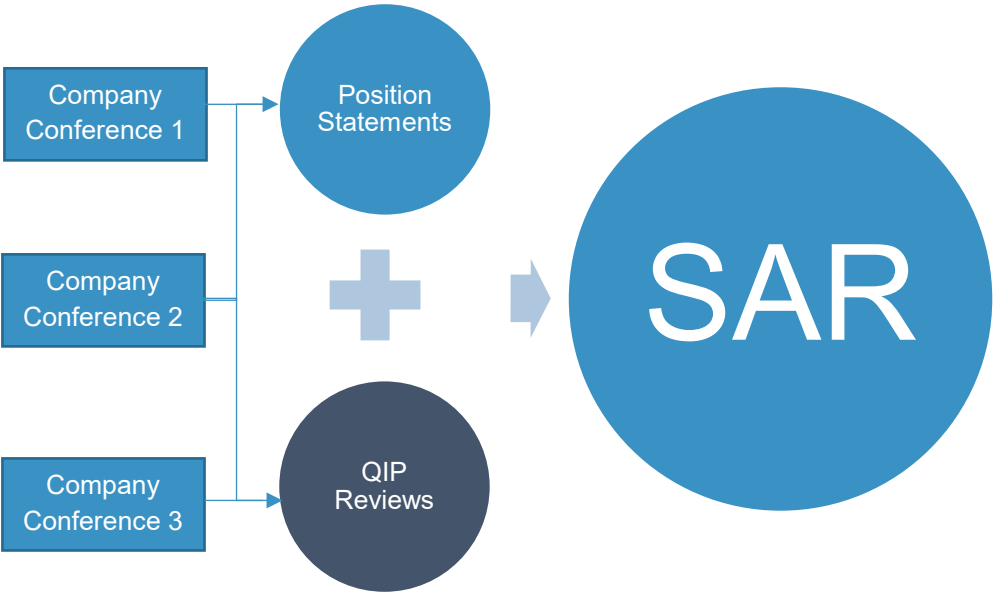 Company
Conference 1
Company
Conference 2
Company
Conference 3
Position
Statements
QIP
Reviews
SAR